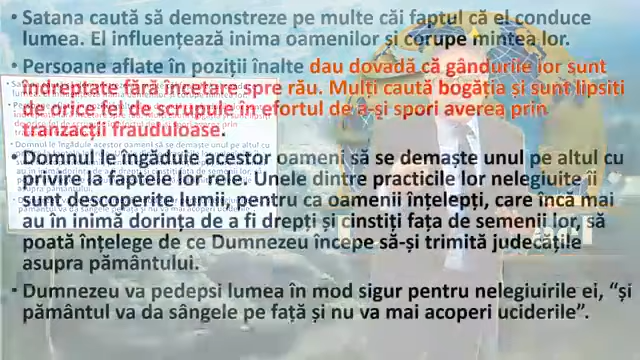 • Satana caută să demonstreze pe multe căi faptul că el conduce
lumea. El influențează inima oamenilor și corupe mintea lor.
• Persoane aflate în poziții înalte dau dovadă că gândurile lor sunt
îndreptate fără încetare spre rău. Mulți caută bogăția și sunt lipsiți
de orice fel de scrupule în efortul de a-și spori averea prin
tranzacții frauduloase.
• Domnul le îngăduie acestor oameni să se demaște unul pe altul cu
privire la faptele lor rele. Unele dintre practicile lor nelegiuite îi
sunt descoperite lumii, pentru ca oamenii înțelepți, care încă mai
au în inimă dorința de a fi drepți și cinstiți fața de semenii lor, să
poată înțelege de ce Dumnezeu începe să-și trimită judecățile
asupra pământului.
• Dumnezeu va pedepsi lumea în mod sigur pentru nelegiuirile ei, “și
pământul va da sângele pe față și nu va mai acoperi uciderile”.